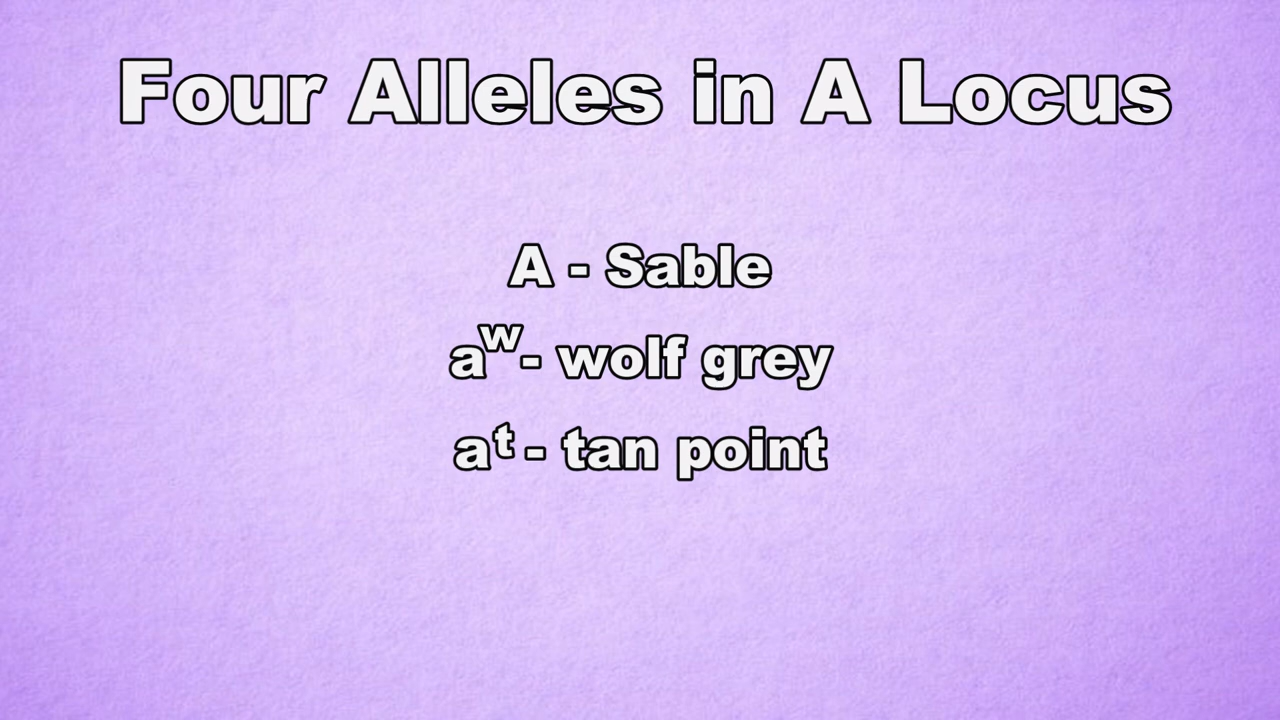 Four Alleles in A Locus
A - Sable
aʷ- wolf grey
aᵗ - tan point